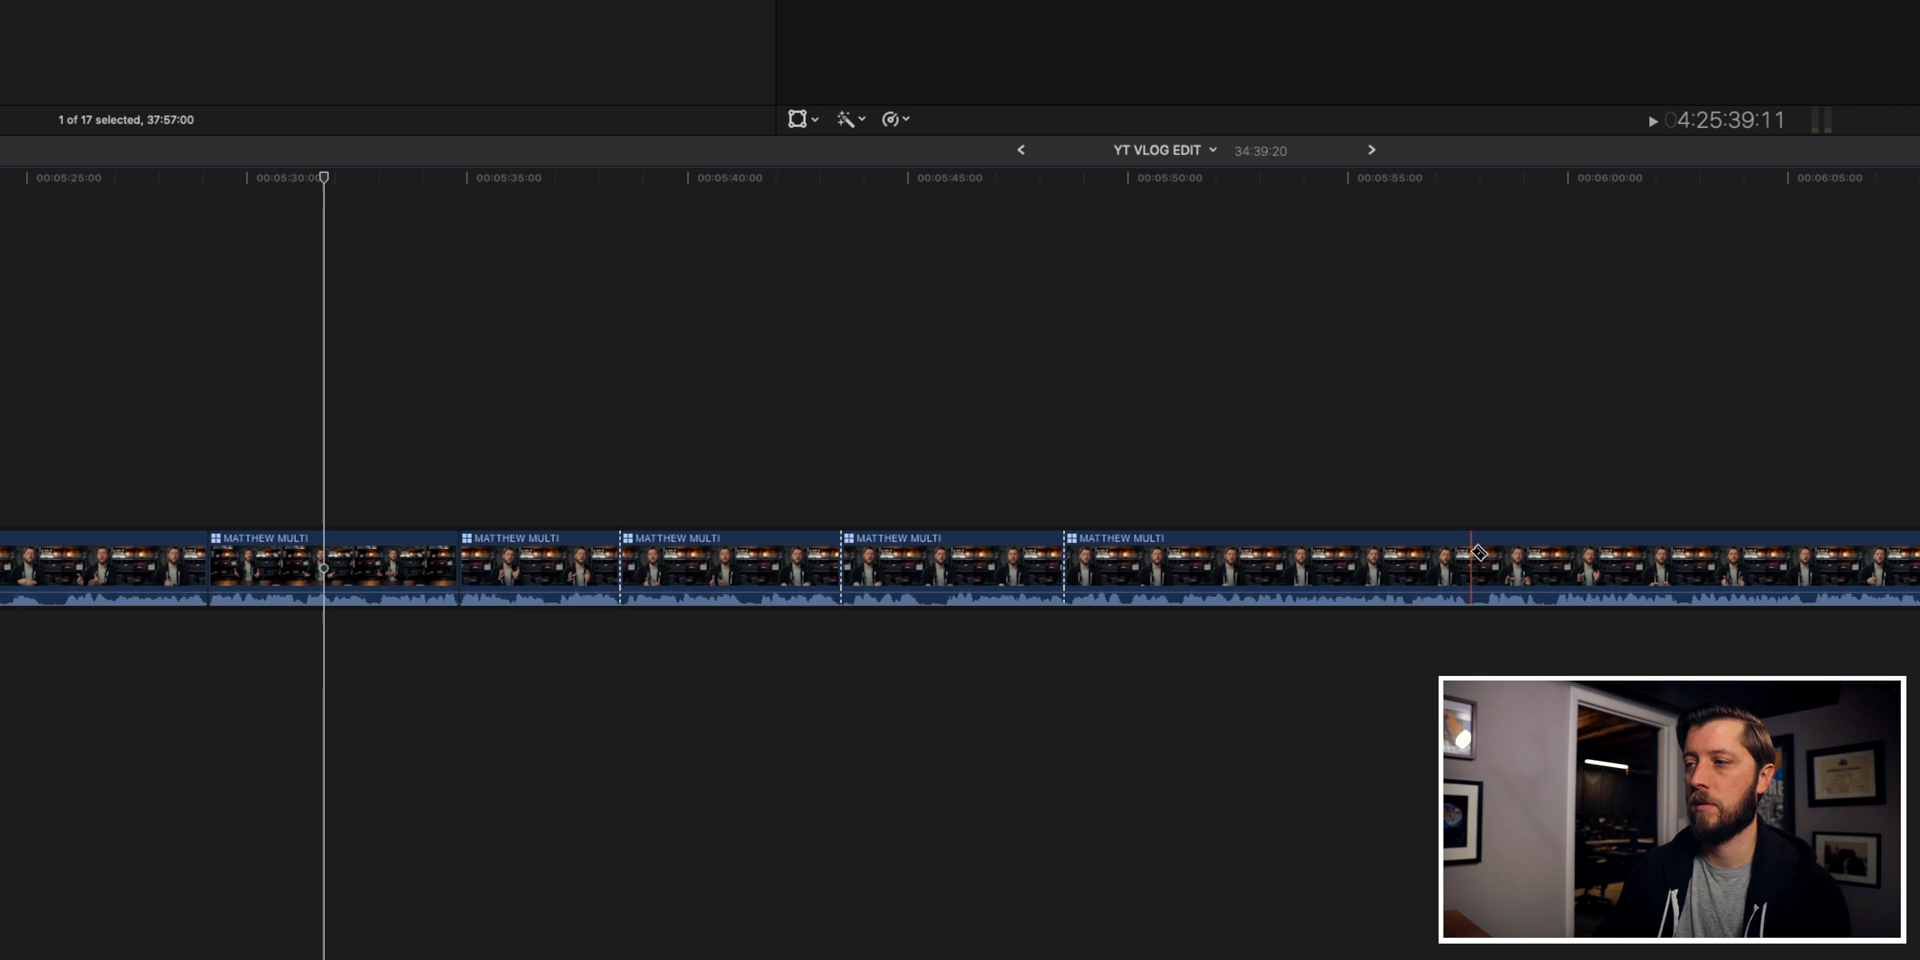 1 of 17 selected, 37:57:00
04:25:39:11
YT VLOG EDIT 34:39:20
00:05:25:00 00:05:30:00 00:05:35:00 00:05:40:00 00:05:45:00 00:05:50:00 00:05:55:00 00:06:00:00 00:06:05:00
MATTHEW MULTI MATTHEW MULTI MATTHEW MULTI MATTHEW MULTI MATTHEW MULTI